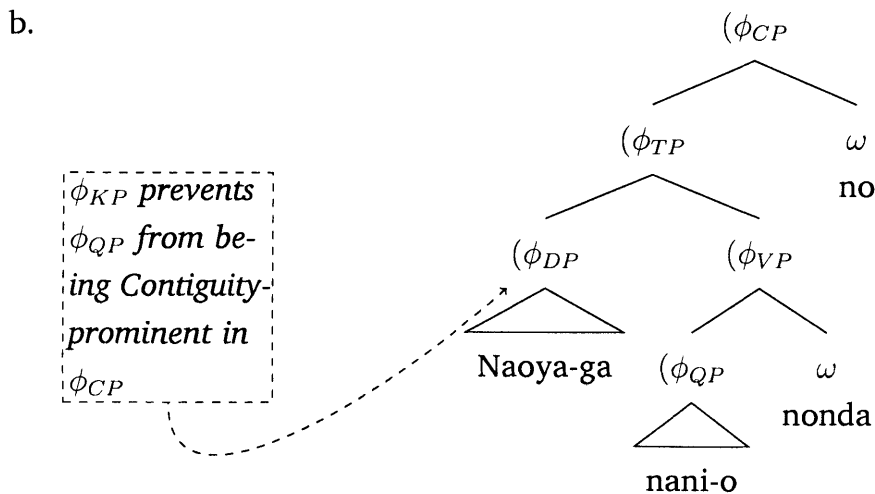 b.
(ϕCP
(ϕTP ω
no
ϕKP prevents
ϕQP from be-
ing Contiguity-
prominent in
ϕCP
(ϕDP (ϕVP
Naoya-ga (ϕQP ω
nonda
nani-o